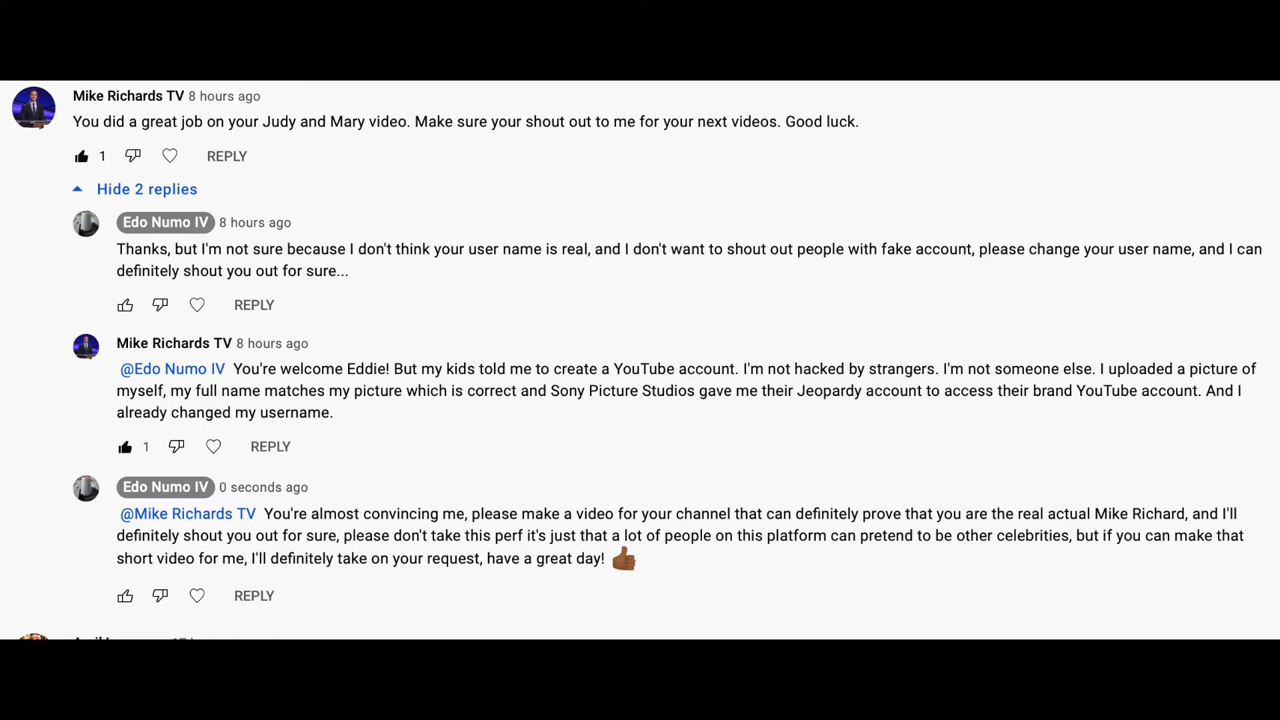 Mike Richards TV 8 hours ago
You did a great job on your Judy and Mary video. Make sure your shout out to me for your next videos. Good luck.
1 REPLY
Hide 2 replies
Edo Numo IV 8 hours ago
Thanks, but I'm not sure because I don't think your user name is real, and I don't want to shout out people with fake account, please change your user name, and I can
definitely shout you out for sure...
REPLY
Mike Richards TV 8 hours ago
@Edo Numo IV You're welcome Eddie! But my kids told me to create a YouTube account. I'm not hacked by strangers. I'm not someone else. I uploaded a picture of
myself, my full name matches my picture which is correct and Sony Picture Studios gave me their Jeopardy account to access their brand YouTube account. And I
already changed my username.
1 REPLY
Edo Numo IV 0 seconds ago
@Mike Richards TV You're almost convincing me, please make a video for your channel that can definitely prove that you are the real actual Mike Richard, and I'll
definitely shout you out for sure, please don't take this perf it's just that a lot of people on this platform can pretend to be other celebrities, but if you can make that
short video for me, I'll definitely take on your request, have a great day!
REPLY